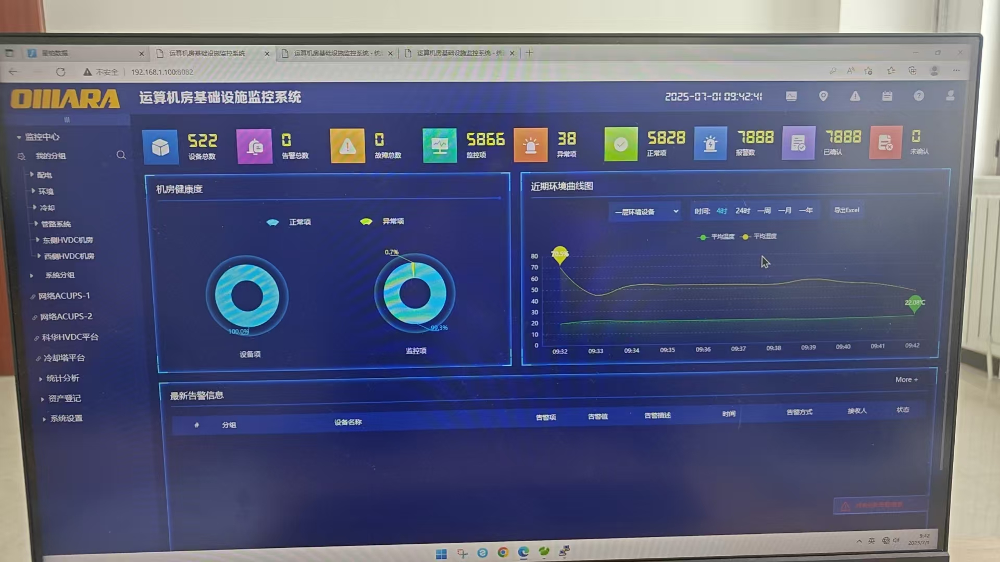 星哈数据
运算机房基础设施监控系统
运算机房基础设施监控系统 - 统
运算机房基础设施监控系统 - 统
不安全
192.168.1.100:8082
运算机房基础设施监控系统
2025-07-01 09:42:41
监控中心
我的分组
配电
环境
冷却
管路系统
东侧HVDC机房
西侧HVDC机房
系统分组
网络ACUPS-1
网络ACUPS-2
科华HVDC平台
冷却塔平台
统计分析
资产登记
系统设置
522
设备总数
0
告警总数
0
故障总数
5866
监控项
38
异常项
5828
正常项
7888
报警数
7888
已确认
0
未确认
机房健康度
正常项
异常项
100.0%
设备项
0.7%
99.3%
监控项
近期环境曲线图
一层环境设备
时间: 4时 24时 一周 一月 一年
导出Excel
平均温度 平均湿度
70.5%
22.08℃
80
70
60
50
40
30
20
10
0
09:32 09:33 09:34 09:35 09:36 09:37 09:38 09:39 09:40 09:41 09:42
最新告警信息
More +
# 分组 设备名称 告警项 告警值 告警描述 时间 告警方式 接收人 状态
英
9:42
2025/7/1